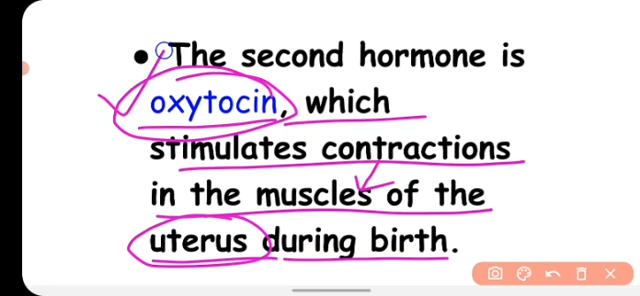 • The second hormone is
oxytocin, which
stimulates contractions
in the muscles of the
uterus during birth.